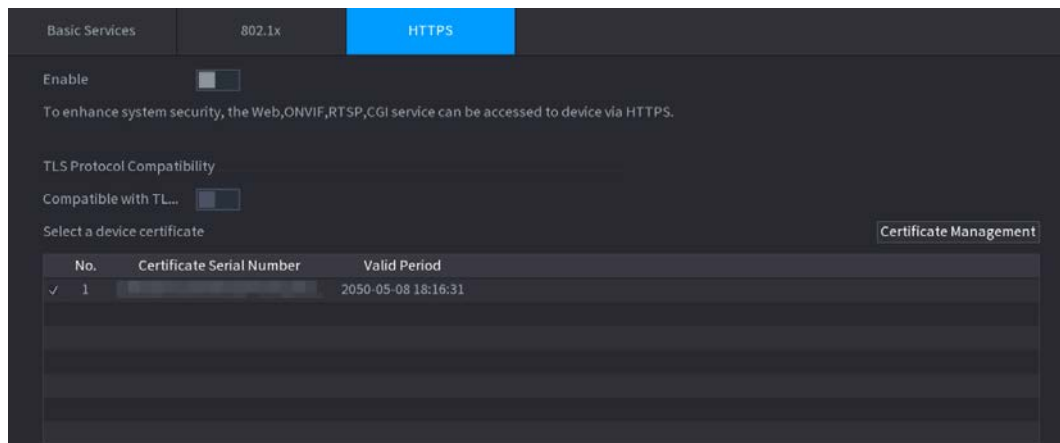 Basic Services 802.1x HTTPS
Enable
To enhance system security, the Web,ONVIF,RTSP,CGI service can be accessed to device via HTTPS.
TLS Protocol Compatibility
Compatible with TL...
Select a device certificate Certificate Management
No. Certificate Serial Number Valid Period
1 2050-05-08 18:16:31